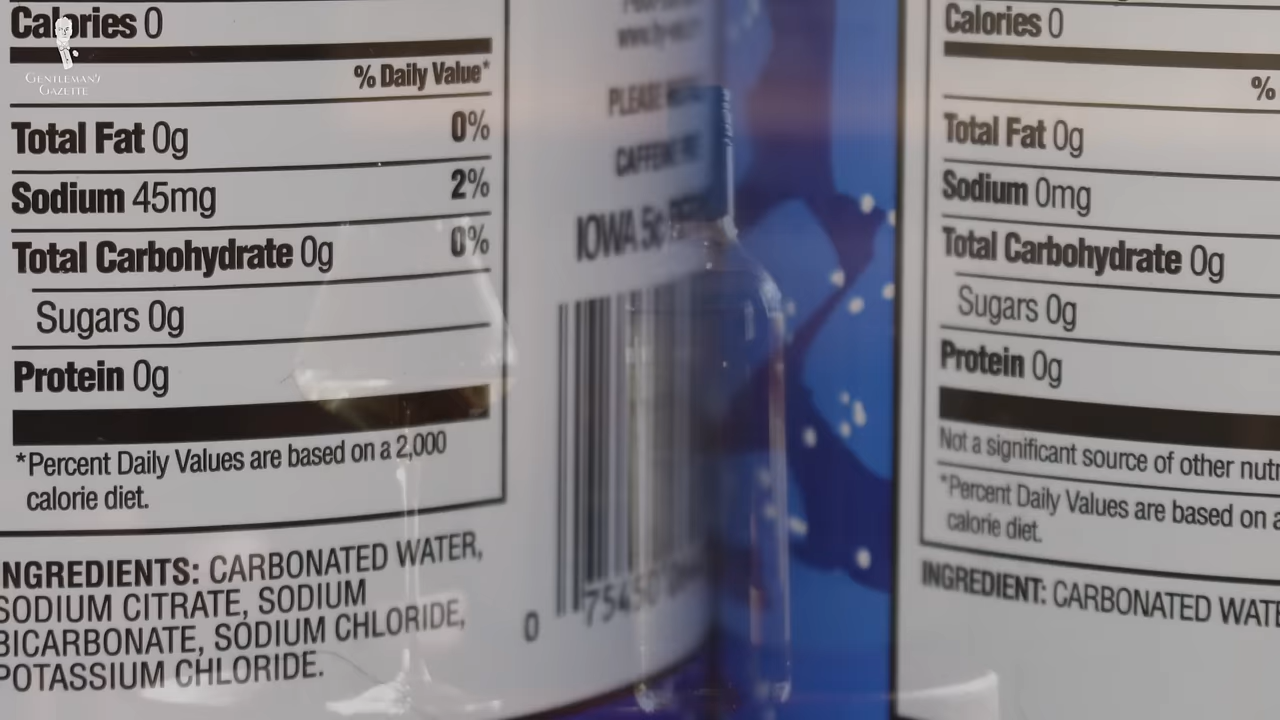 GENTLEMAN'S
GAZETTE
Calories 0
% Daily Value*
Total Fat 0g 0%
Sodium 45mg 2%
Total Carbohydrate 0g 0%
Sugars 0g
Protein 0g
*Percent Daily Values are based on a 2,000
calorie diet.
INGREDIENTS: CARBONATED WATER,
SODIUM CITRATE, SODIUM
BICARBONATE, SODIUM CHLORIDE,
POTASSIUM CHLORIDE.
PLEASE
CAFFEINE
IOWA 5¢
0 75450
Calories 0
%
Total Fat 0g
Sodium 0mg
Total Carbohydrate 0g
Sugars 0g
Protein 0g
Not a significant source of other
*Percent Daily Values are based on a
calorie diet.
INGREDIENT: CARBONATED